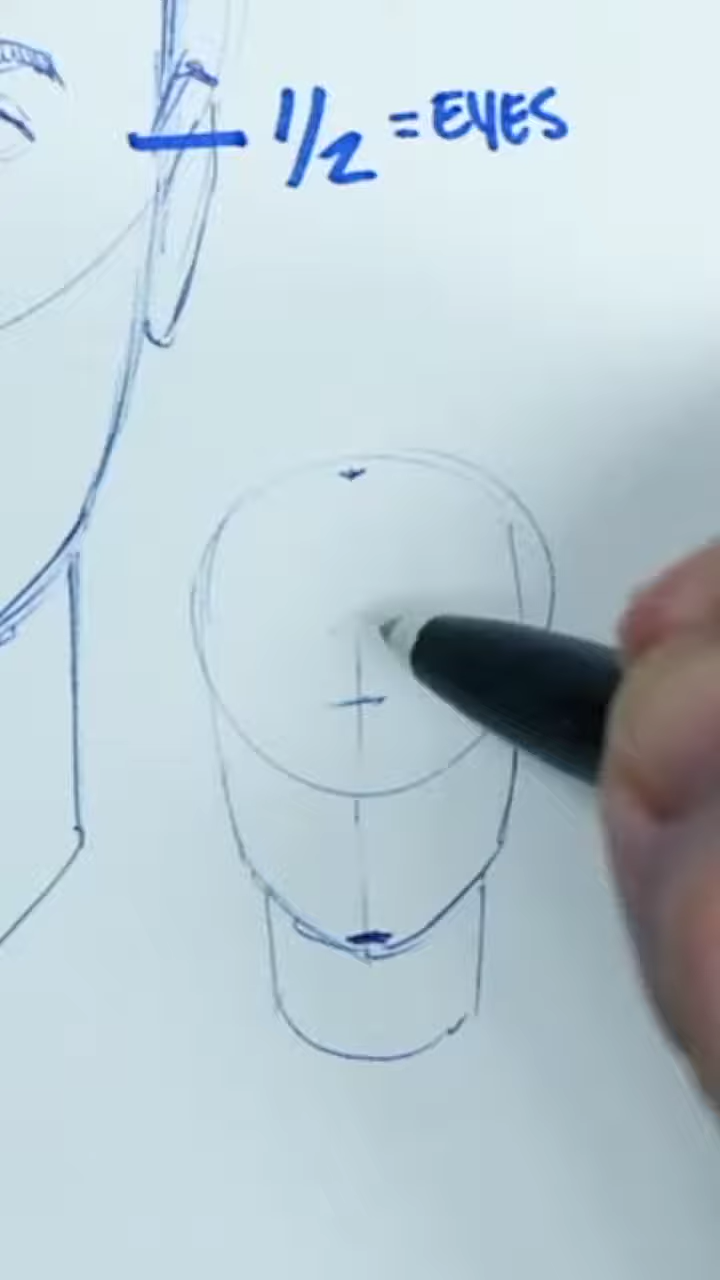 — 1/2 = EYES